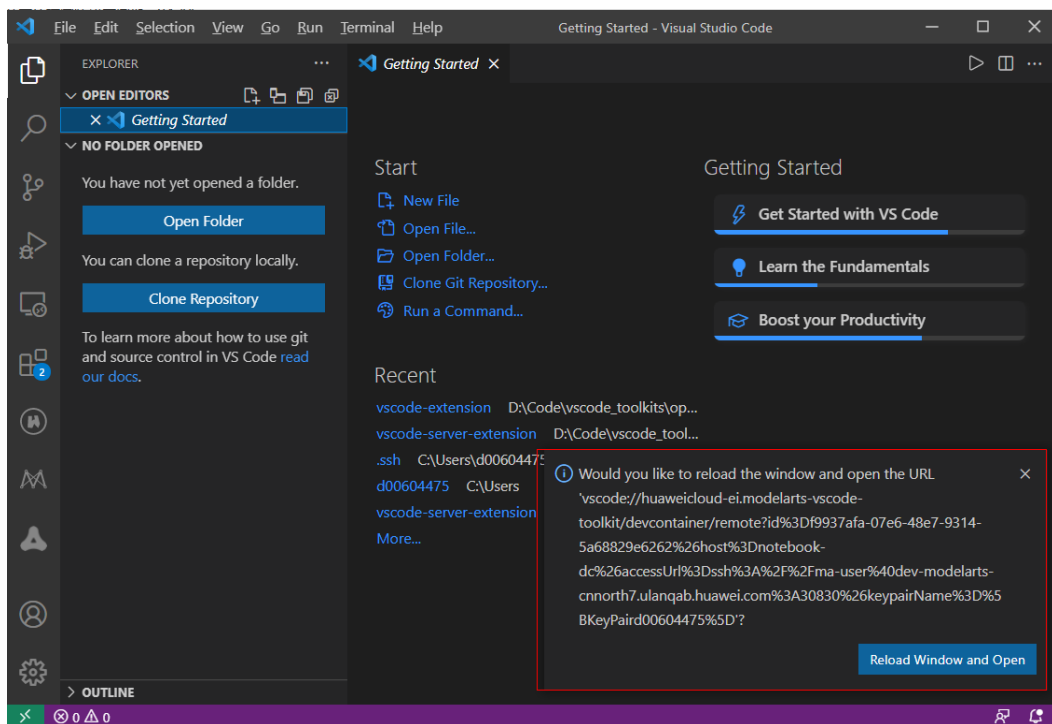 File Edit Selection View Go Run Terminal Help Getting Started - Visual Studio Code
EXPLORER
Getting Started
OPEN EDITORS
Getting Started
NO FOLDER OPENED
You have not yet opened a folder.
Open Folder
You can clone a repository locally.
Clone Repository
To learn more about how to use git
and source control in VS Code read
our docs.
2
OUTLINE
0 0
Start
New File
Open File...
Open Folder...
Clone Git Repository...
Run a Command...
Recent
vscode-extension D:\Code\vscode_toolkits\op...
vscode-server-extension D:\Code\vscode_tool...
.ssh C:\Users\d00604475
d00604475 C:\Users
vscode-server-extension
More...
Getting Started
Get Started with VS Code
Learn the Fundamentals
Boost your Productivity
Would you like to reload the window and open the URL
'vscode://huaweicloud-ei.modelarts-vscode-
toolkit/devcontainer/remote?id%3Df9937afa-07e6-48e7-9314-
5a68829e6262%26host%3Dnotebook-
dc%26accessUrl%3Dssh%3A%2F%2Fma-user%40dev-modelarts-
cnnorth7.ulanqab.huawei.com%3A30830%26keypairName%3D%5
BKeyPaird00604475%5D'?
Reload Window and Open